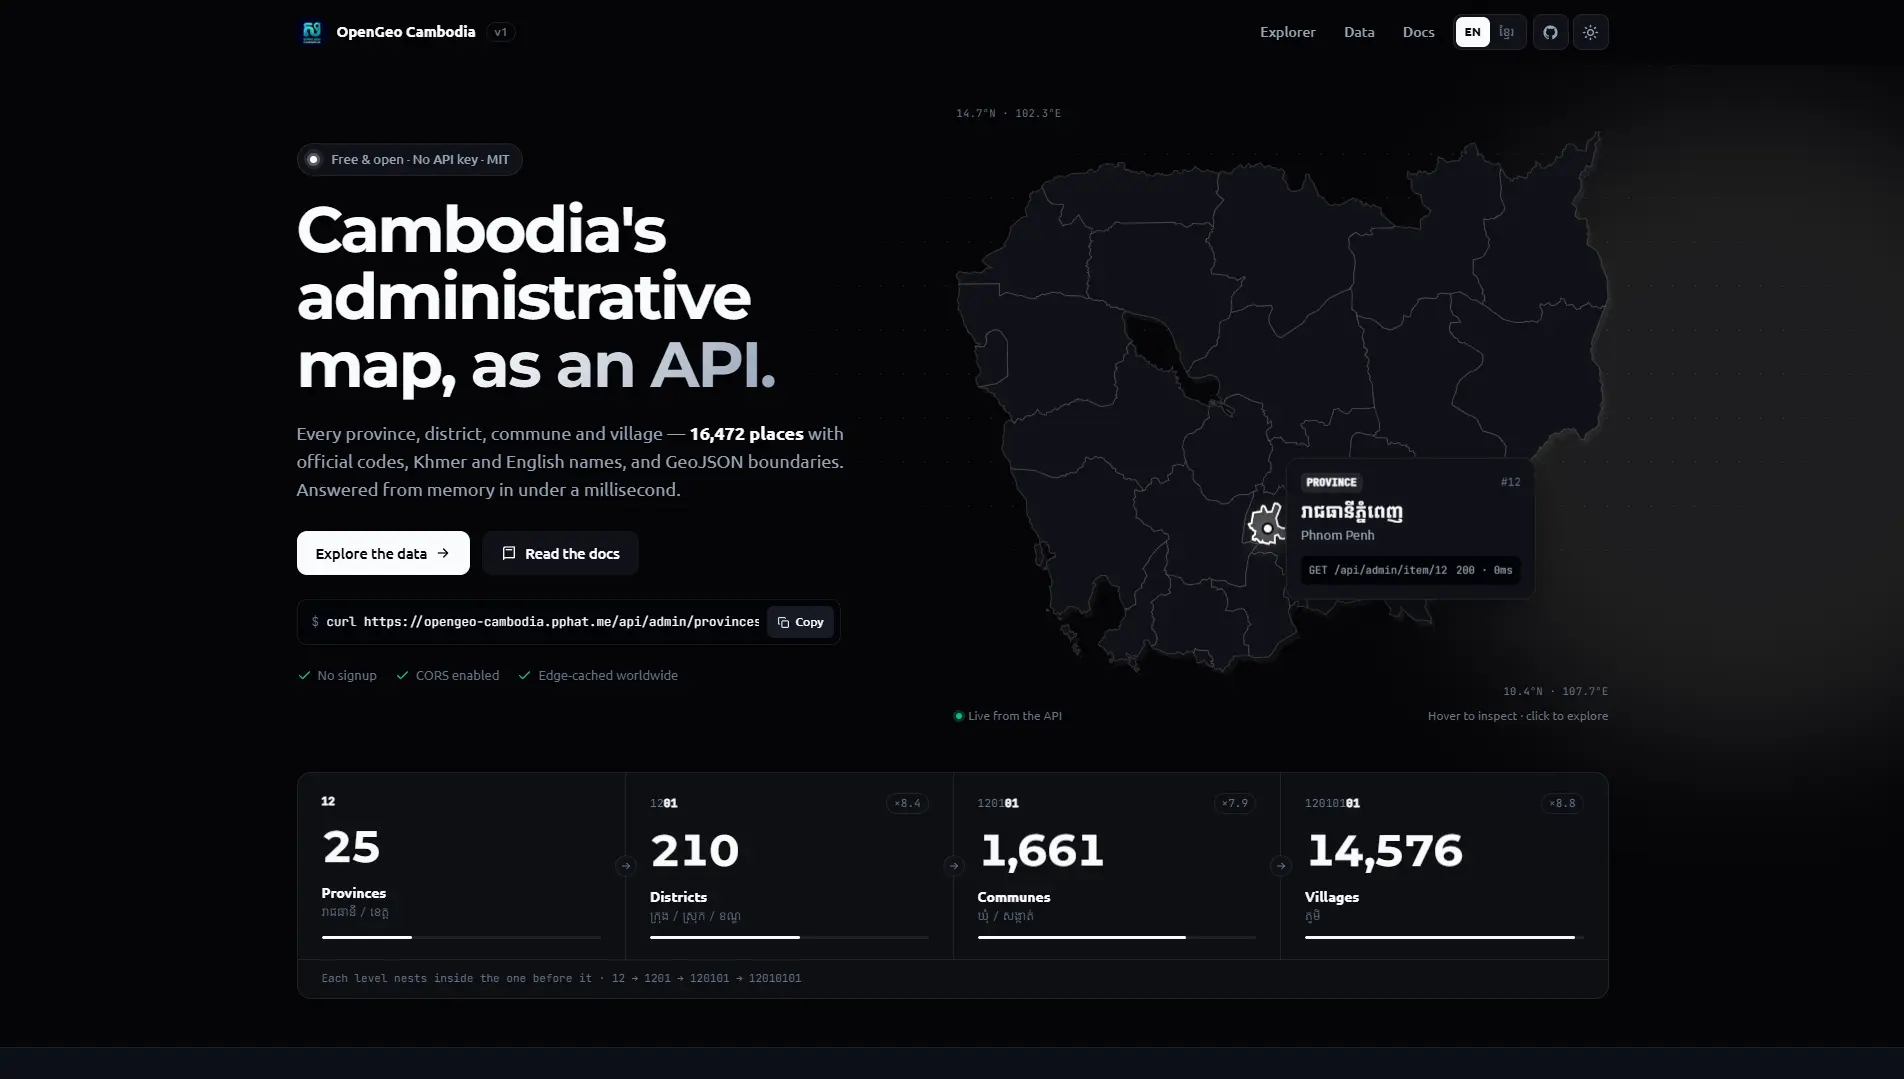 OpenGeo Cambodia v1
Explorer Data Docs EN ខ្មែរ
14.7°N · 102.3°E
Free & open · No API key · MIT
Cambodia's
administrative
map, as an API.
Every province, district, commune and village — 16,472 places with
official codes, Khmer and English names, and GeoJSON boundaries.
Answered from memory in under a millisecond.
Explore the data →
Read the docs
$ curl https://opengeo-cambodia.pphat.me/api/admin/provinces
Copy
No signup CORS enabled Edge-cached worldwide
PROVINCE #12
រាជធានីភ្នំពេញ
Phnom Penh
GET /api/admin/item/12 200 · 0ms
10.4°N · 107.7°E
Live from the API
Hover to inspect · click to explore
12
25
Provinces
រាជធានី / ខេត្ត
1201 ×8.4
210
Districts
ក្រុង / ស្រុក / ខណ្ឌ
120101 ×7.9
1,661
Communes
ឃុំ / សង្កាត់
12010101 ×8.8
14,576
Villages
ភូមិ
Each level nests inside the one before it · 12 → 1201 → 120101 → 12010101